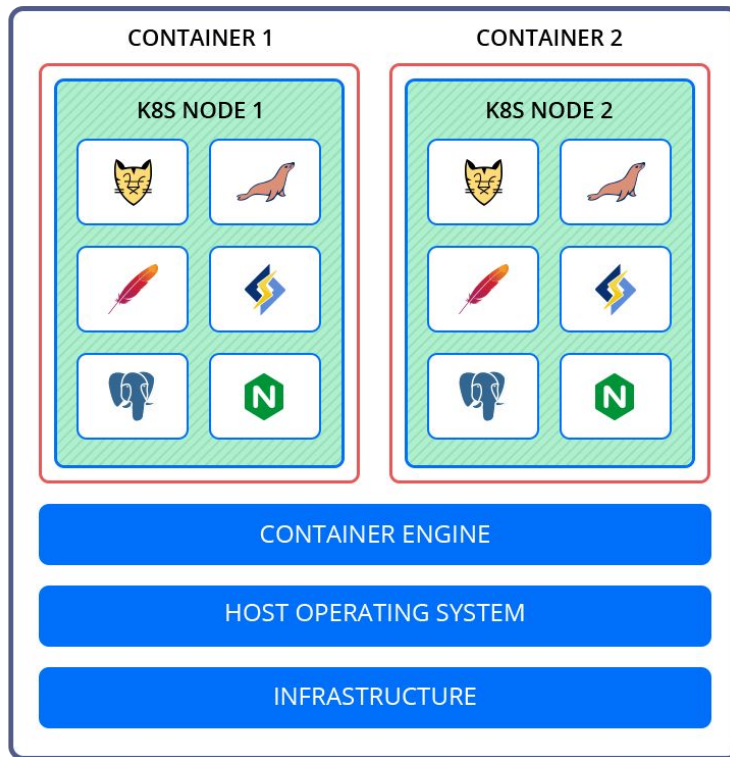 CONTAINER 1
CONTAINER 2
K8S NODE 1
K8S NODE 2
N
N
CONTAINER ENGINE
HOST OPERATING SYSTEM
INFRASTRUCTURE